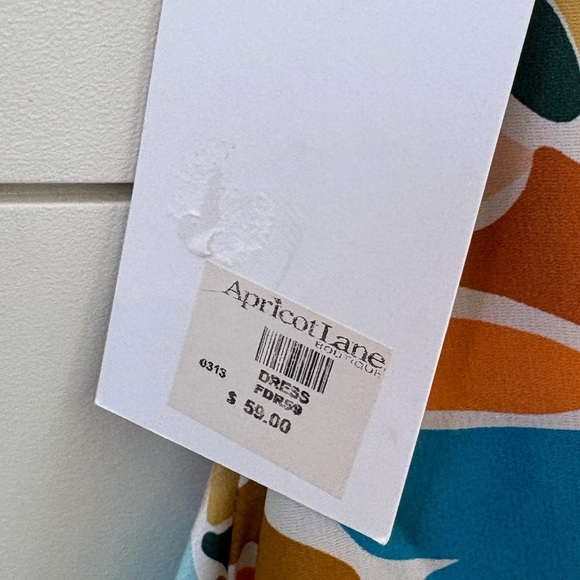 ApricotLane
BOUTIQUE
0313
DRESS
FDR59
$ 59.00